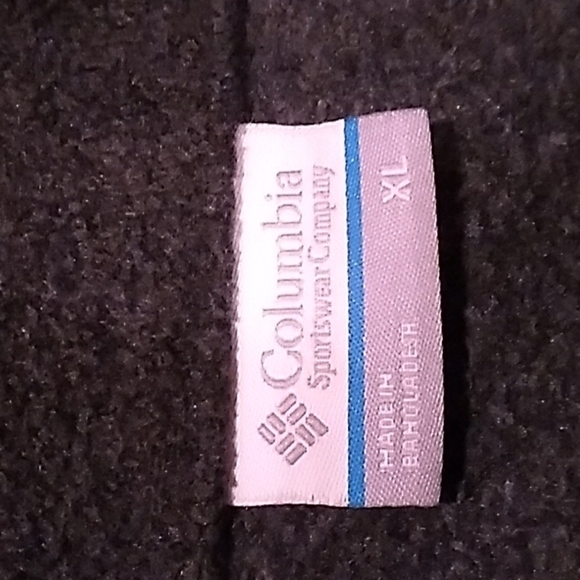 Columbia
Sportswear Company
XL
MADE IN
BANGLADESH